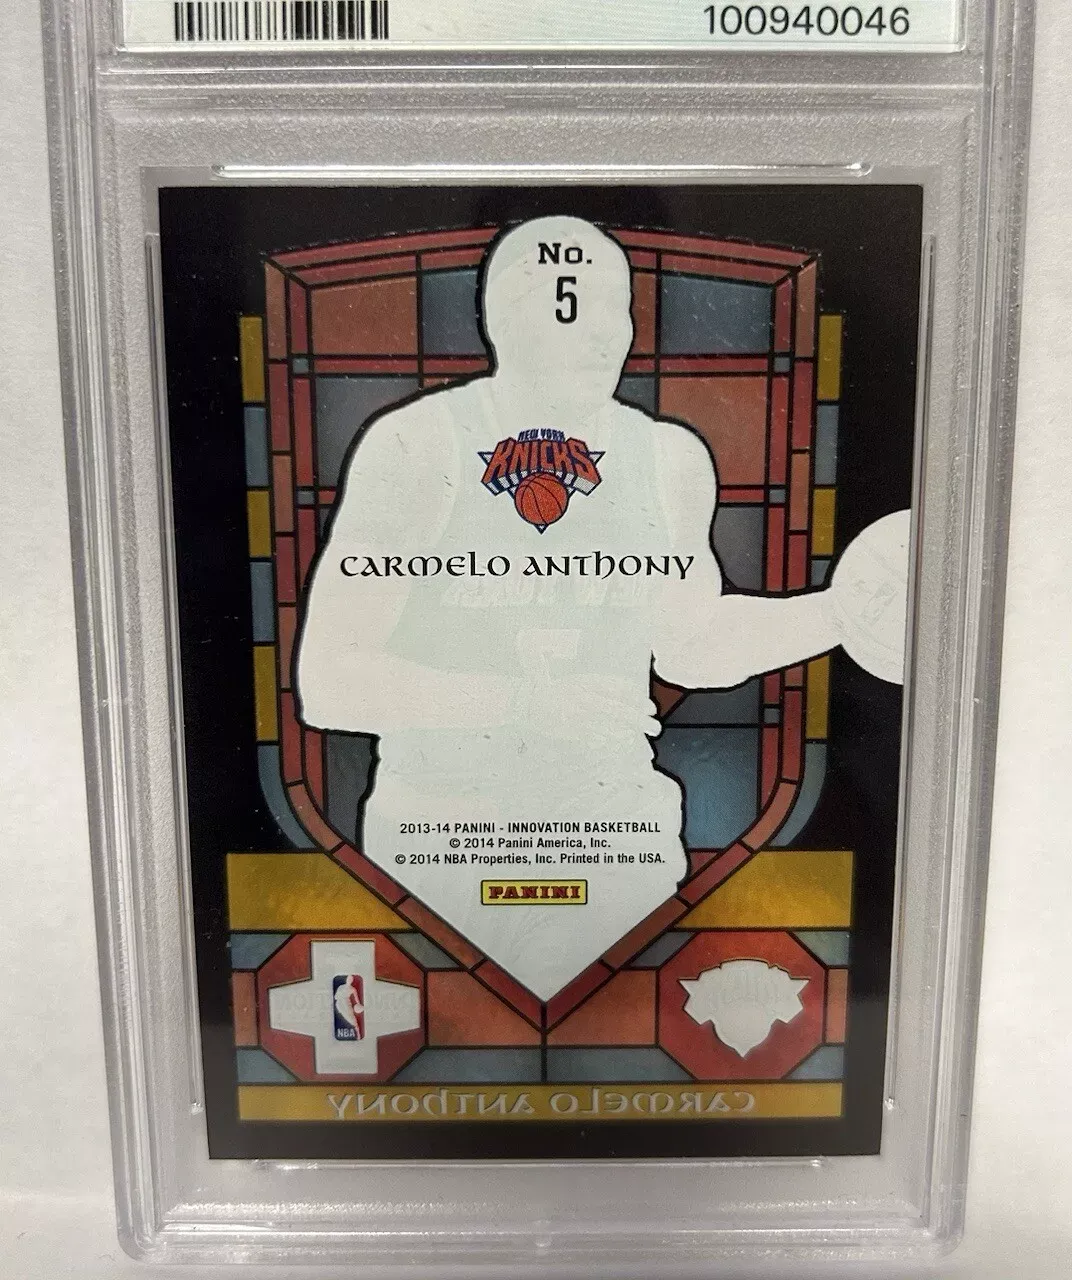 100940046
No.
5
NEW YORK
KNICKS
CARMELO ANTHONY
2013-14 PANINI - INNOVATION BASKETBALL
© 2014 Panini America, Inc.
© 2014 NBA Properties, Inc. Printed in the USA.
PANINI
NBA
CARMELO ANTHONY